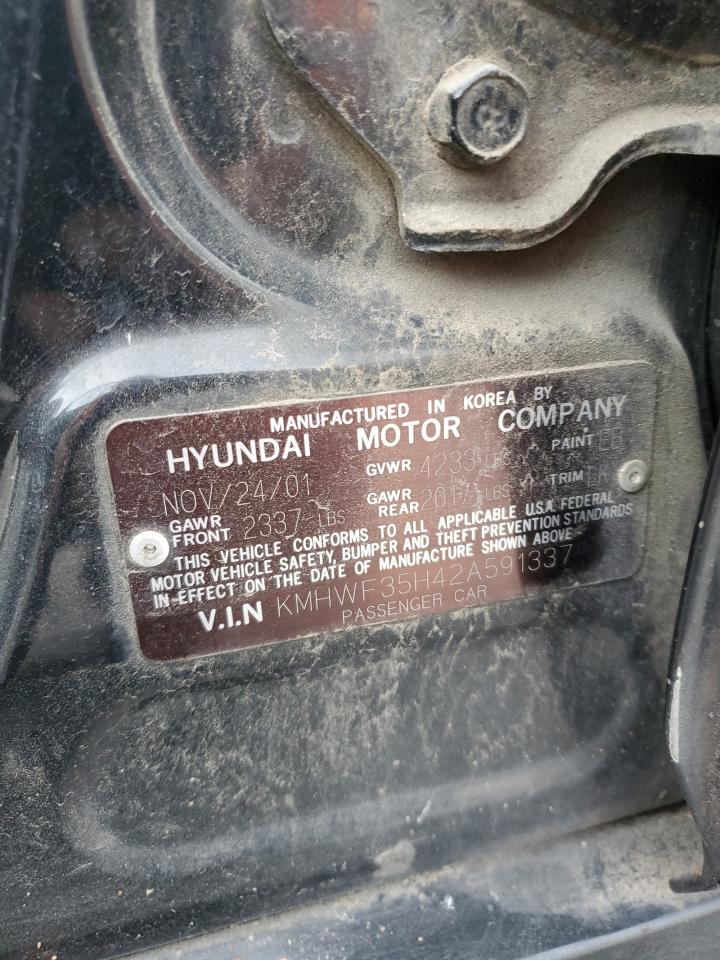 MANUFACTURED IN KOREA BY
HYUNDAI MOTOR COMPANY
NOV/24/01 GVWR 4233 LBS PAINT
GAWR FRONT 2337 LBS GAWR REAR 2017 LBS TRIM LK
THIS VEHICLE CONFORMS TO ALL APPLICABLE U.S.A. FEDERAL
MOTOR VEHICLE SAFETY, BUMPER AND THEFT PREVENTION STANDARDS
IN-EFFECT ON THE DATE OF MANUFACTURE SHOWN ABOVE
V.I.N KMHWF35H42A591337
PASSENGER CAR